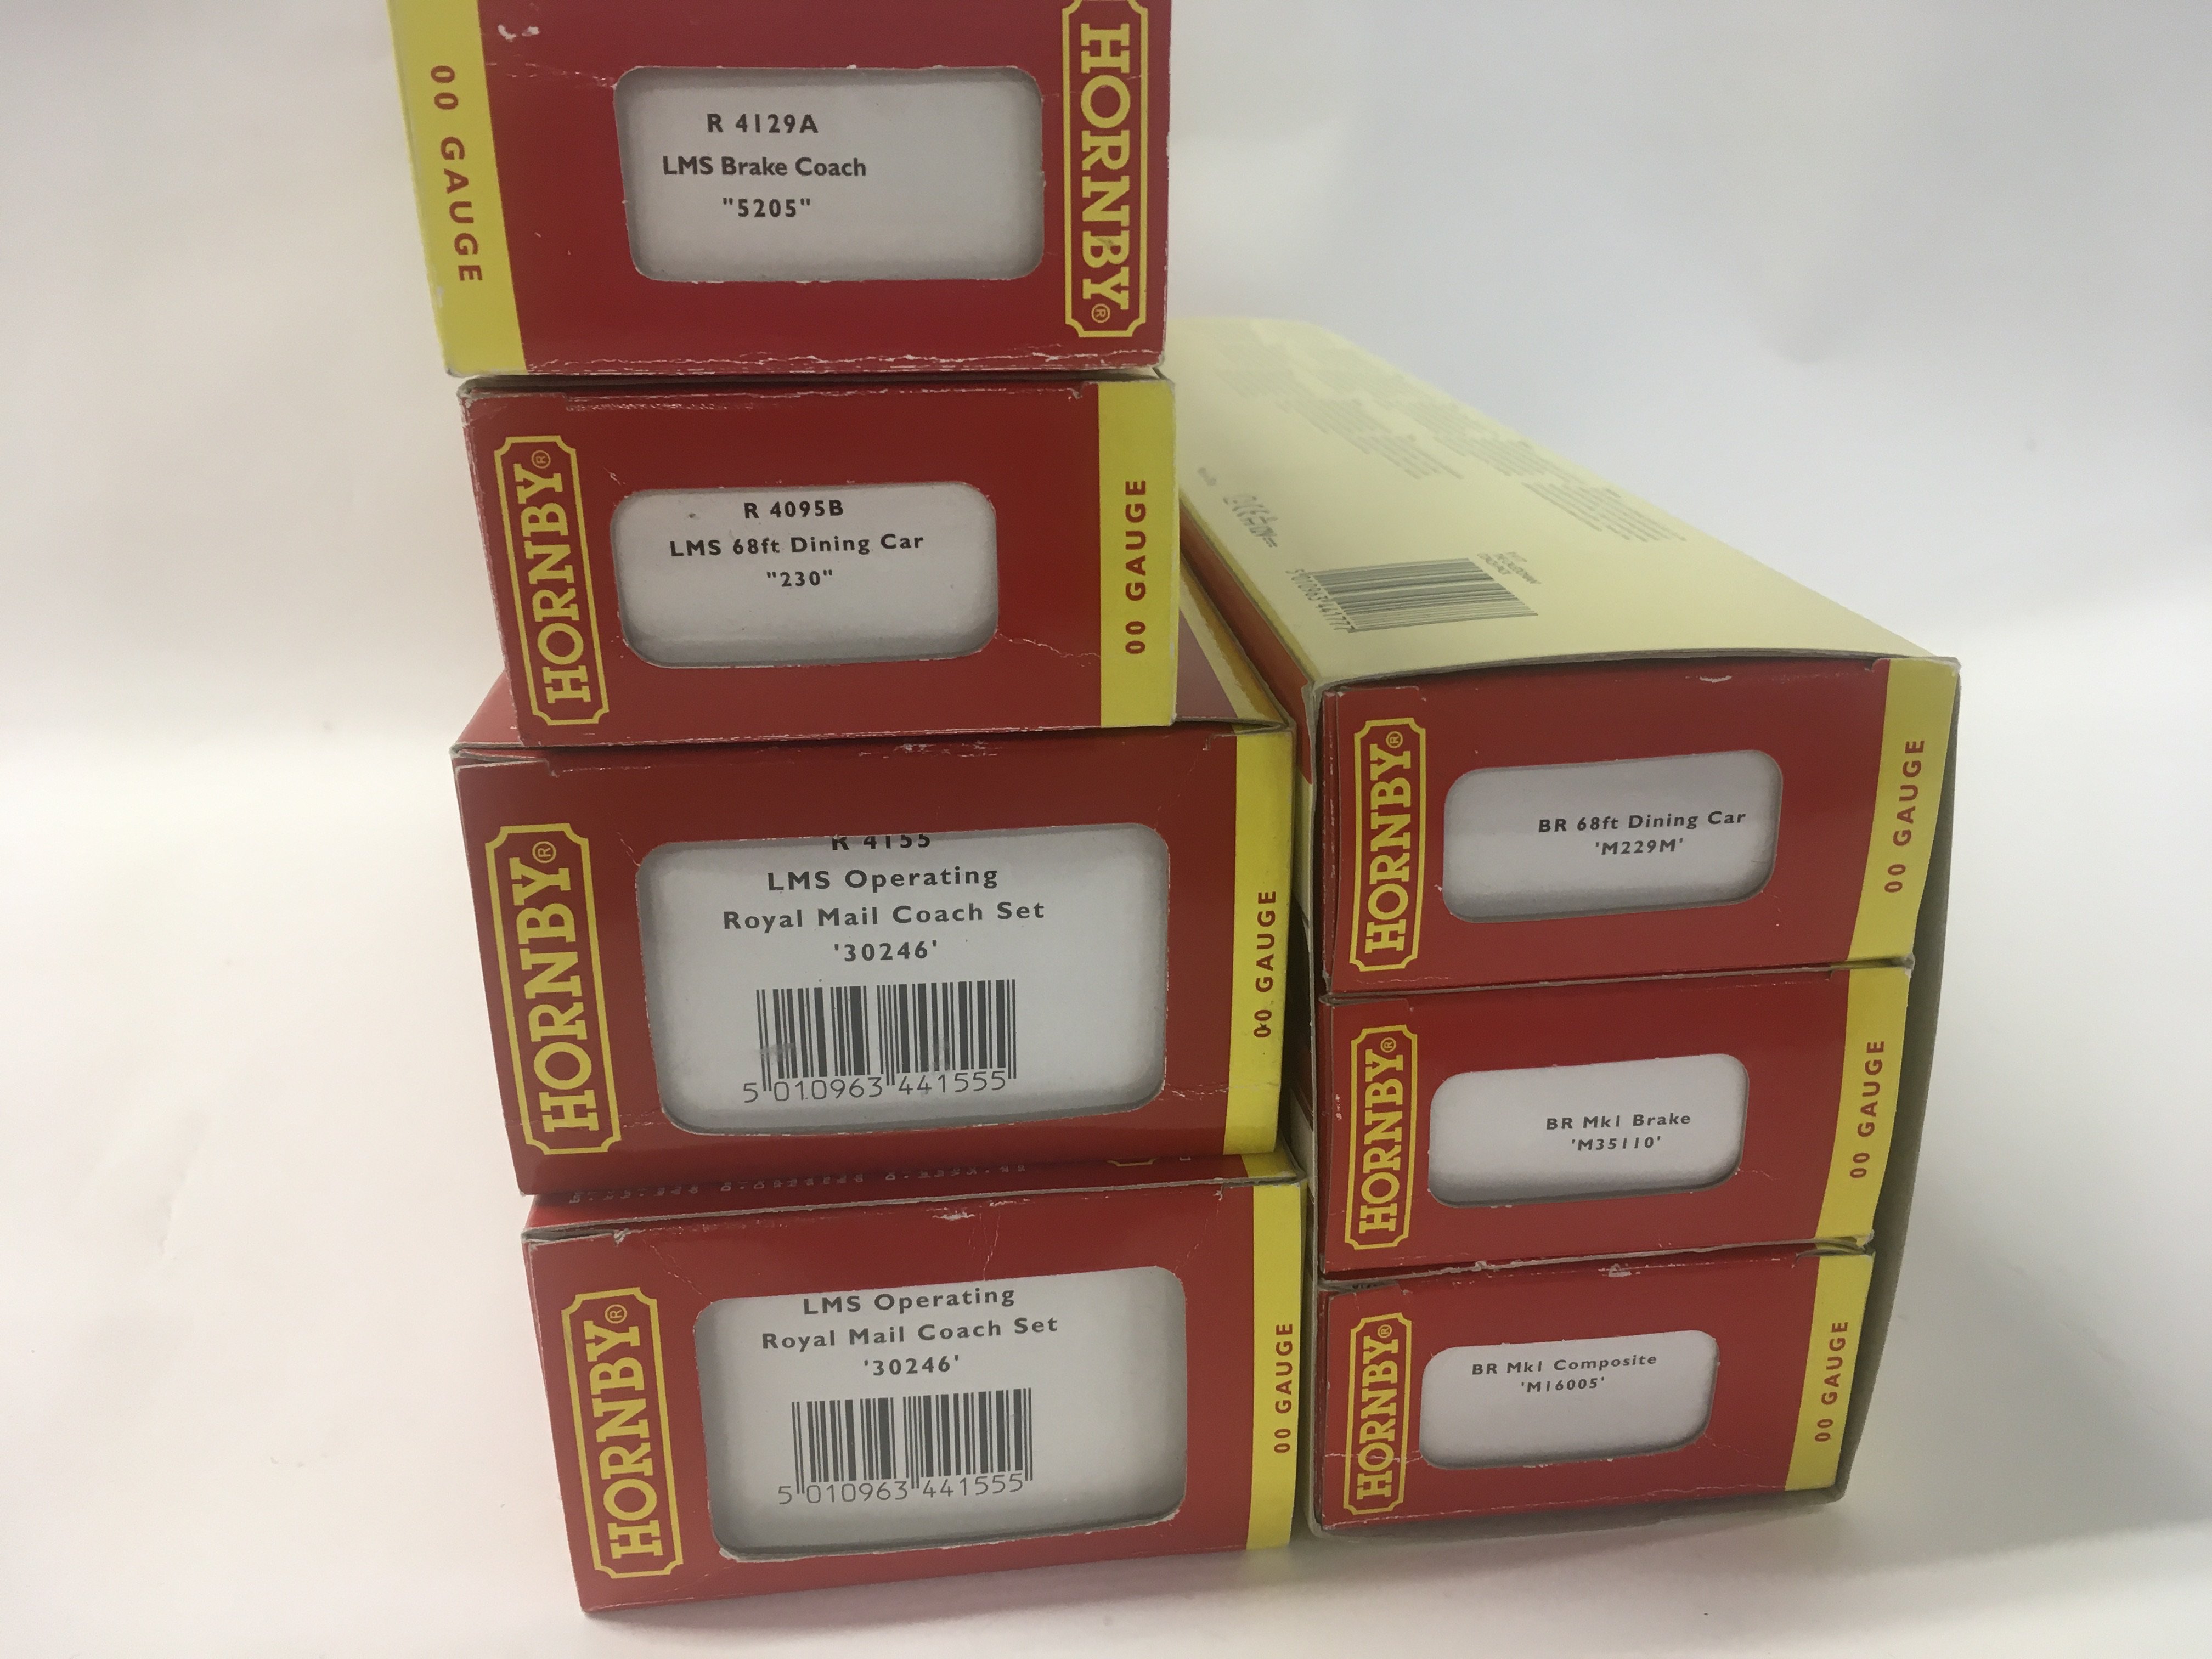 00 GAUGE
R 4129A
LMS Brake Coach
"5205"
HORNBY®
HORNBY®
R 4095B
LMS 68ft Dining Car
"230"
00 GAUGE
HORNBY®
R 4155
LMS Operating
Royal Mail Coach Set
'30246'
5 010963 441555
00 GAUGE
HORNBY®
LMS Operating
Royal Mail Coach Set
'30246'
5 010963 441555
00 GAUGE
HORNBY®
BR 68ft Dining Car
'M229M'
00 GAUGE
HORNBY®
BR Mk1 Brake
'M35110'
00 GAUGE
HORNBY®
BR Mk1 Composite
'M16005'
00 GAUGE